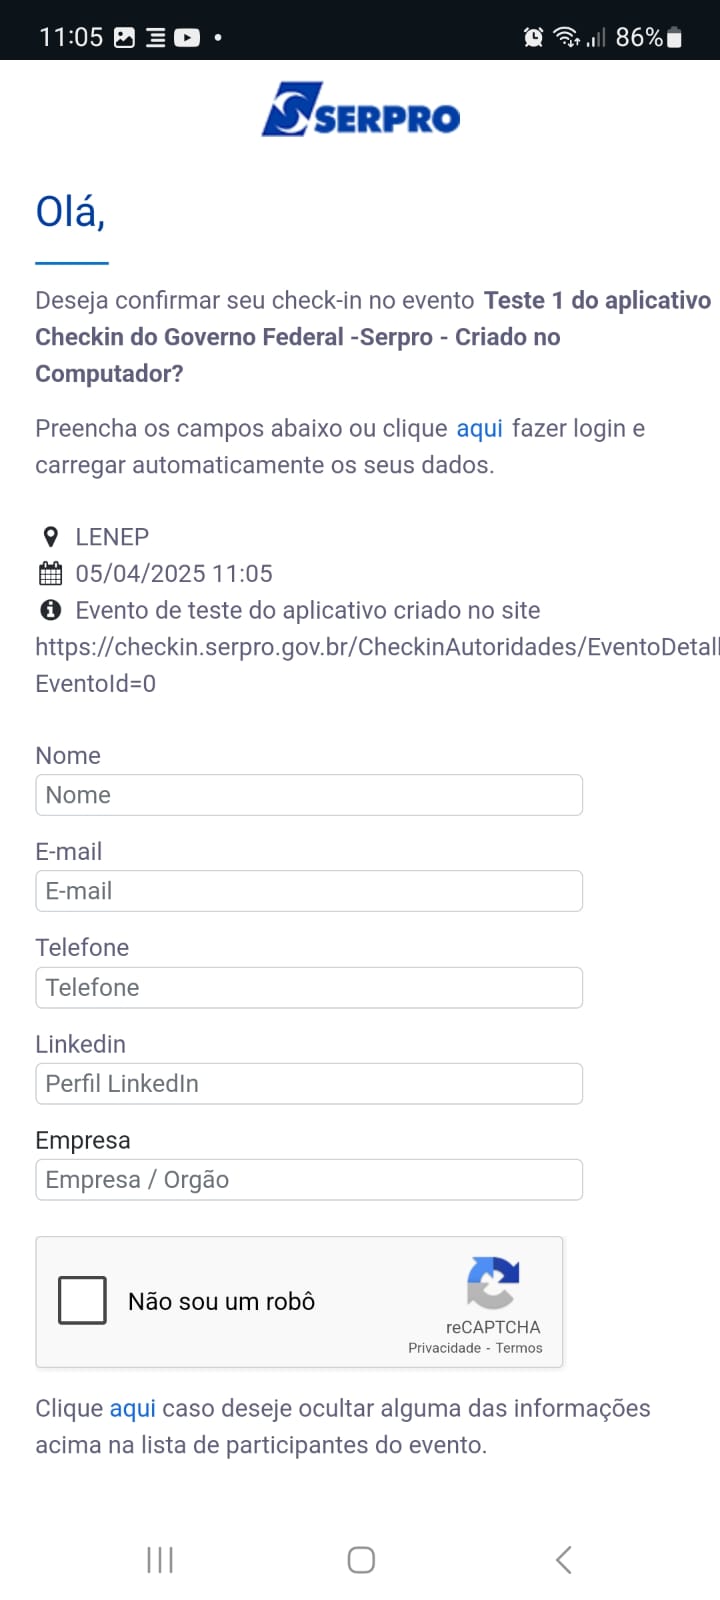 11:05
86%
SERPRO
Olá,
Deseja confirmar seu check-in no evento Teste 1 do aplicativo
Checkin do Governo Federal -Serpro - Criado no
Computador?
Preencha os campos abaixo ou clique aqui fazer login e
carregar automaticamente os seus dados.
LENEP
05/04/2025 11:05
Evento de teste do aplicativo criado no site
https://checkin.serpro.gov.br/CheckinAutoridades/EventoDetal
EventoId=0
Nome
Nome
E-mail
E-mail
Telefone
Telefone
Linkedin
Perfil LinkedIn
Empresa
Empresa / Orgão
Não sou um robô
reCAPTCHA
Privacidade - Termos
Clique aqui caso deseje ocultar alguma das informações
acima na lista de participantes do evento.